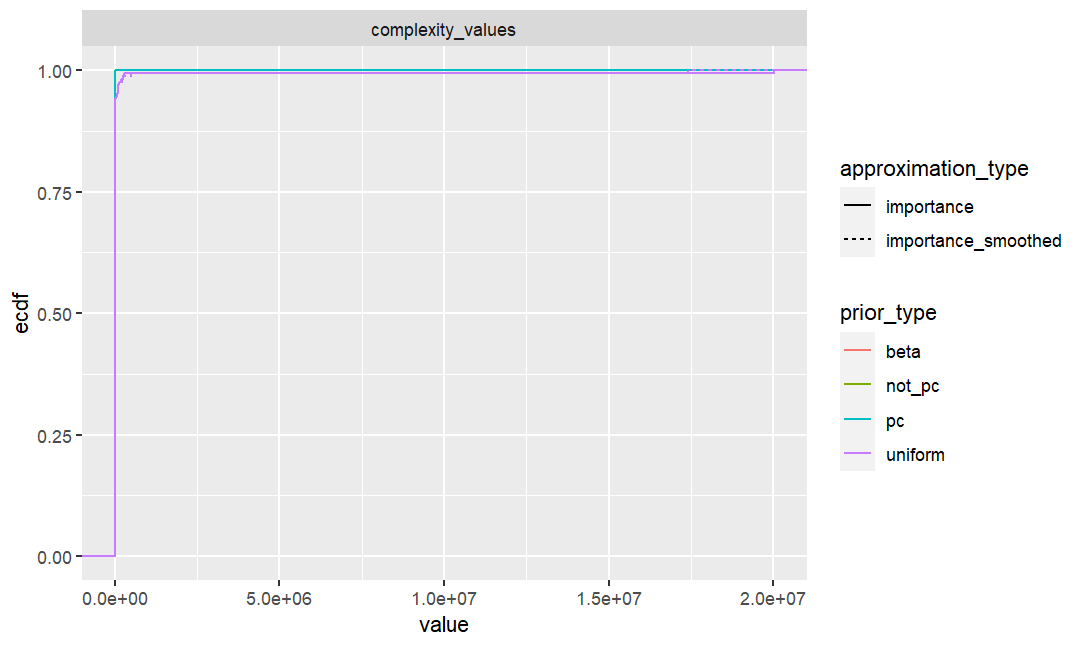 complexity_values
1.00
0.75
0.50
0.25
0.00
ecdf
0.0e+00 5.0e+06 1.0e+07 1.5e+07 2.0e+07
value
approximation_type
importance
importance_smoothed
prior_type
beta
not_pc
pc
uniform